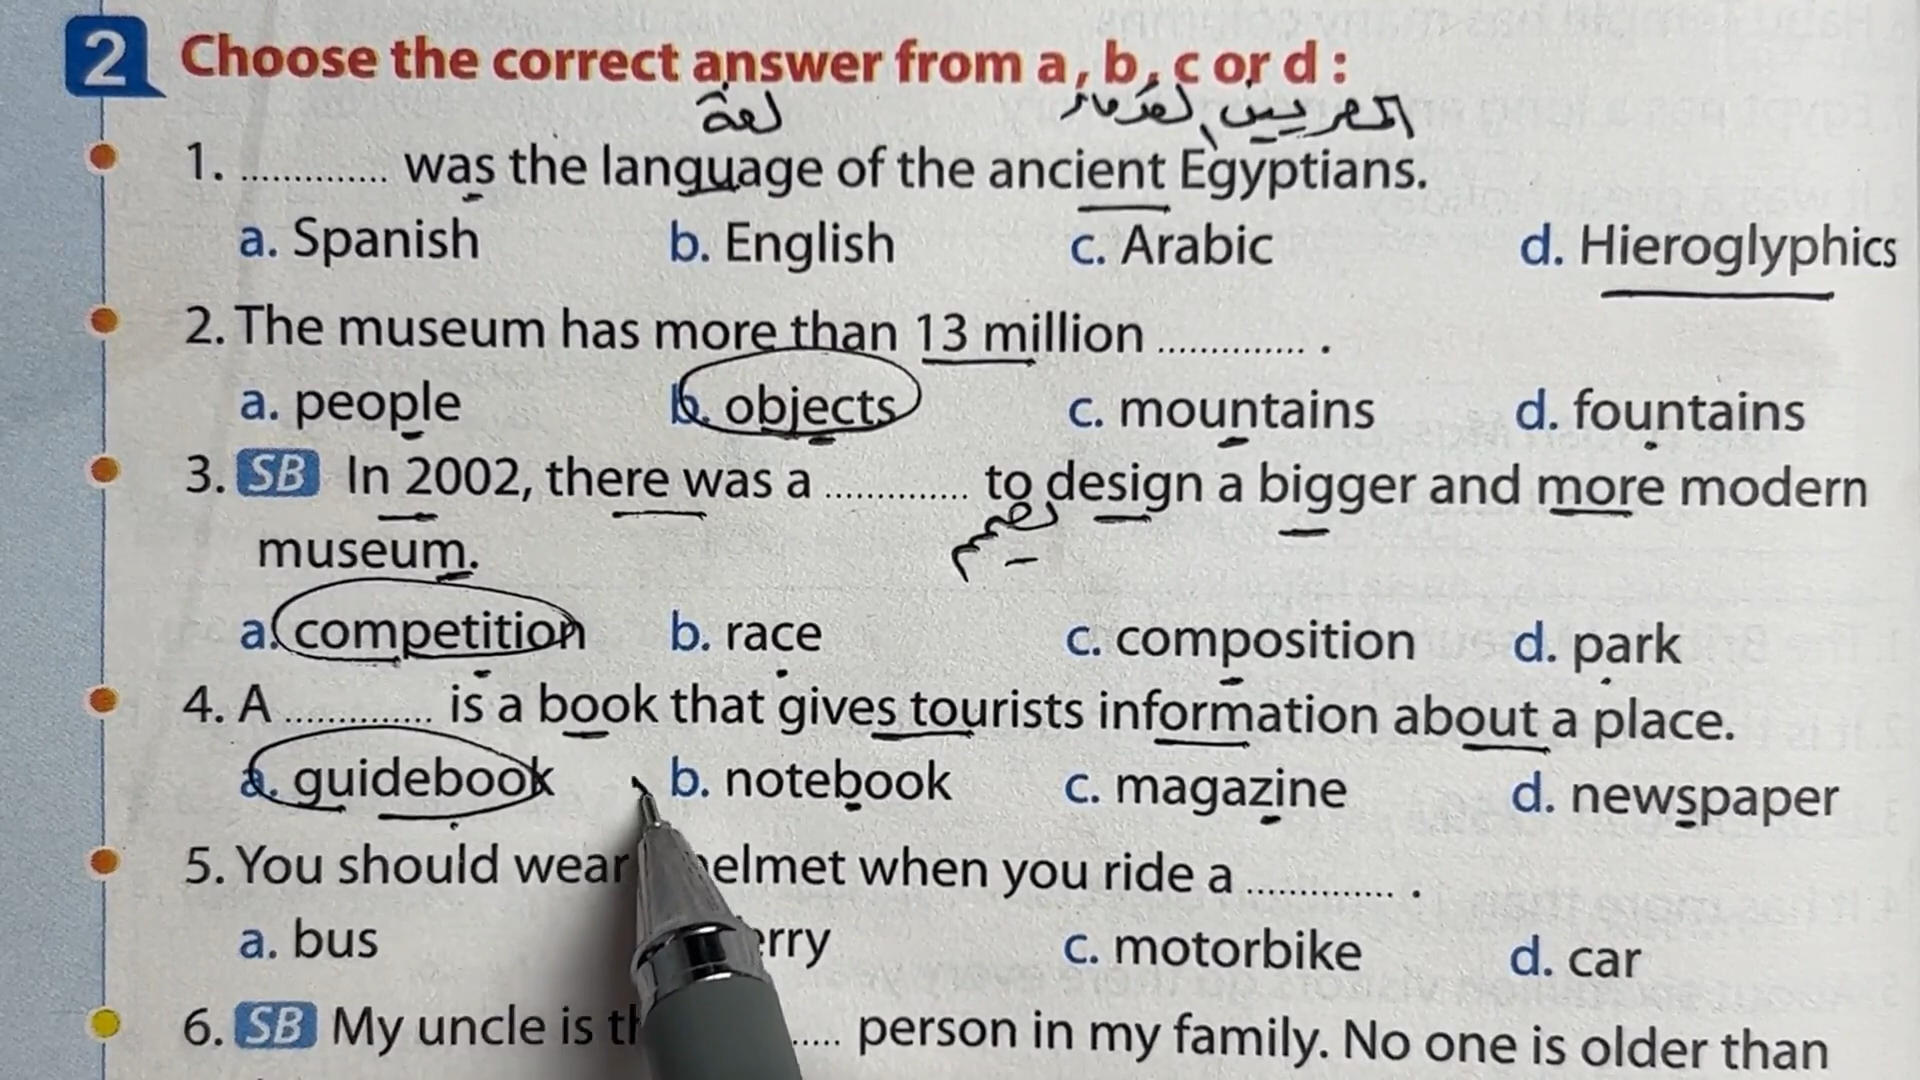 2 Choose the correct answer from a, b, c or d :
لغة المصريين القدماء
1. .............. was the language of the ancient Egyptians.
a. Spanish b. English c. Arabic d. Hieroglyphics
2. The museum has more than 13 million .............. .
a. people b. objects c. mountains d. fountains
3. SB In 2002, there was a .............. to design a bigger and more modern
museum.
a. competition b. race c. composition d. park
4. A .............. is a book that gives tourists information about a place.
a. guidebook b. notebook c. magazine d. newspaper
5. You should wear helmet when you ride a .............. .
a. bus c. motorbike d. car
6. SB My uncle is ..... person in my family. No one is older than